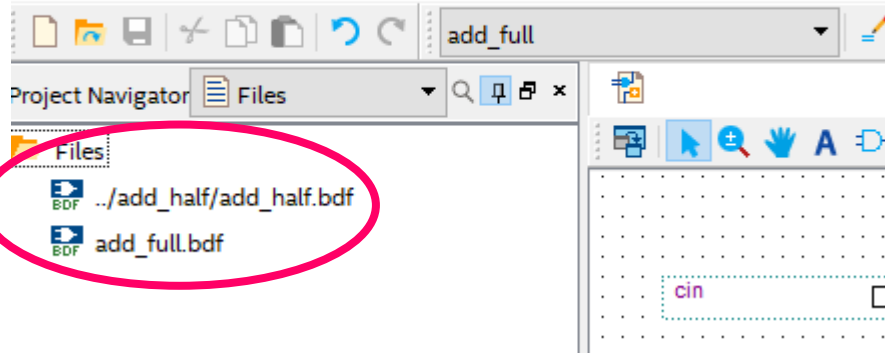 add_full
Project Navigator Files
Files
BDF ../add_half/add_half.bdf
BDF add_full.bdf
A
cin